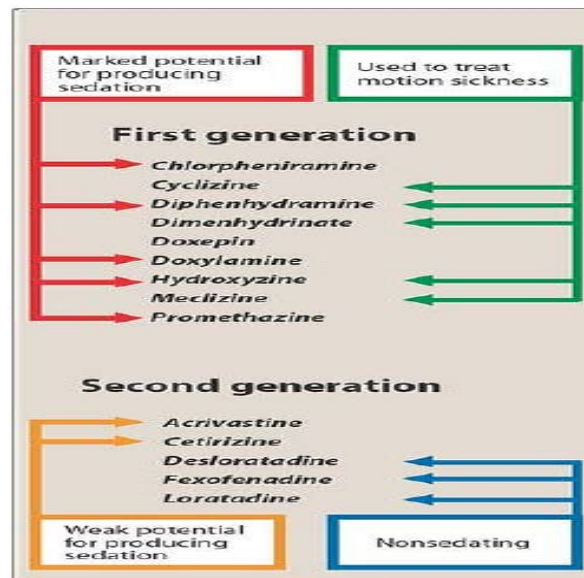 Marked potential
for producing
sedation
Used to treat
motion sickness
First generation
Chlorpheniramine
Cyclizine
Diphenhydramine
Dimenhydrinate
Doxepin
Doxylamine
Hydroxyzine
Meclizine
Promethazine
Second generation
Acrivastine
Cetirizine
Desloratadine
Fexofenadine
Loratadine
Weak potential
for producing
sedation
Nonsedating